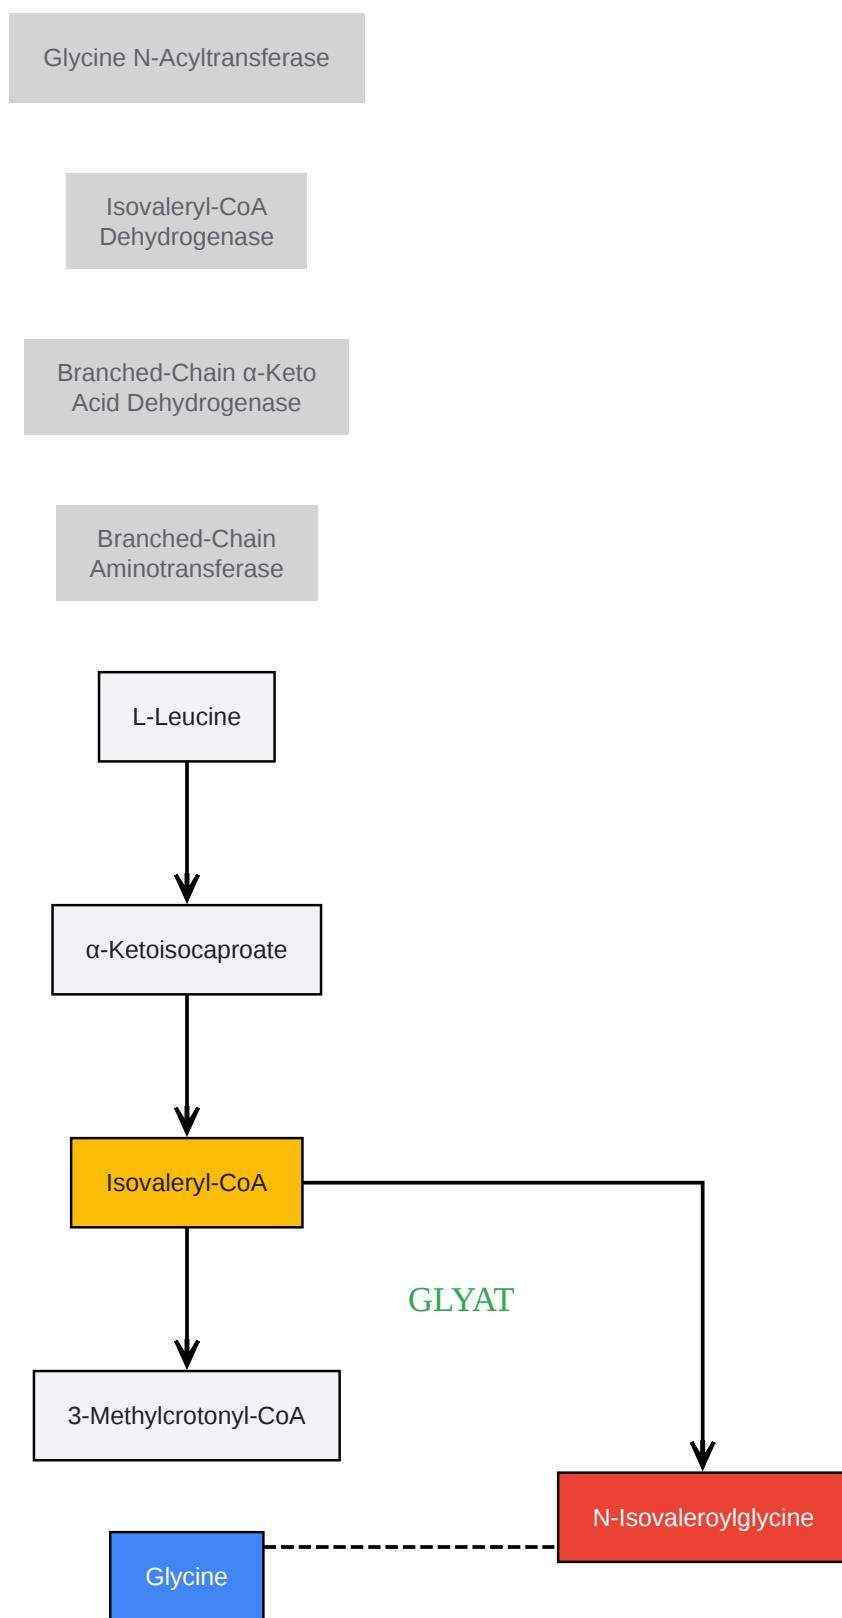 Glycine N-Acyltransferase
Isovaleryl-CoA
Dehydrogenase
Branched-Chain α-Keto
Acid Dehydrogenase
Branched-Chain
Aminotransferase
L-Leucine
α-Ketoisocaproate
Isovaleryl-CoA
GLYAT
3-Methylcrotonyl-CoA
N-Isovaleroylglycine
Glycine